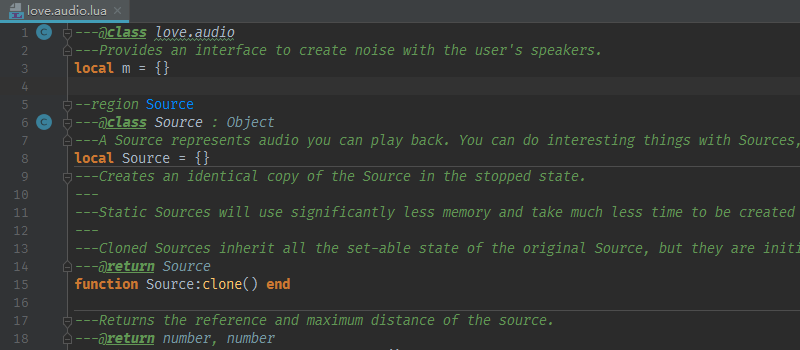 love.audio.lua
1 ---@class love.audio
2 ---Provides an interface to create noise with the user's speakers.
3 local m = {}
4
5 --region Source
6 ---@class Source : Object
7 ---A Source represents audio you can play back. You can do interesting things with Sources,
8 local Source = {}
9 ---Creates an identical copy of the Source in the stopped state.
10 ---
11 ---Static Sources will use significantly less memory and take much less time to be created
12 ---
13 ---Cloned Sources inherit all the set-able state of the original Source, but they are initi
14 ---@return Source
15 function Source:clone() end
16
17 ---Returns the reference and maximum distance of the source.
18 ---@return number, number